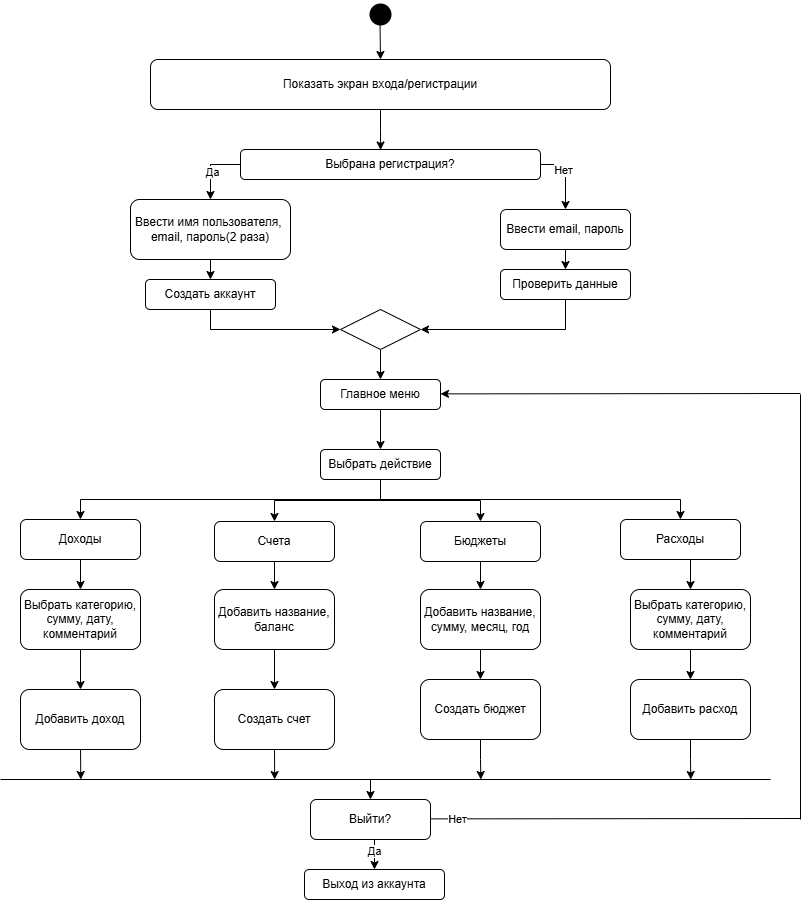 Показать экран входа/регистрации
Выбрана регистрация?
Да
Нет
Ввести имя пользователя,
email, пароль(2 раза)
Ввести email, пароль
Создать аккаунт
Проверить данные
Главное меню
Выбрать действие
Доходы
Счета
Бюджеты
Расходы
Выбрать категорию,
сумму, дату,
комментарий
Добавить название,
баланс
Добавить название,
сумму, месяц, год
Выбрать категорию,
сумму, дату,
комментарий
Добавить доход
Создать счет
Создать бюджет
Добавить расход
Выйти?
Нет
Да
Выход из аккаунта